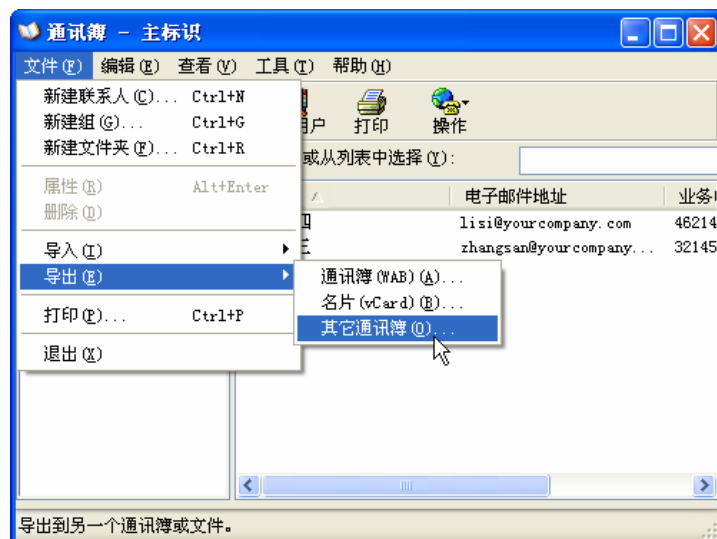 通讯簿 - 主标识
文件(F) 编辑(E) 查看(V) 工具(T) 帮助(H)
新建联系人(C)... Ctrl+N
新建组(G)... Ctrl+G
新建文件夹(F)... Ctrl+R
属性(R) Alt+Enter
删除(D)
导入(I)
导出(E)
打印(P)... Ctrl+P
退出(X)
通讯簿(WAB)(A)...
名片(vCard)(B)...
其它通讯簿(O)...
户 打印 操作
或从列表中选择(Y):
电子邮件地址 业务
四 lisi@yourcompany.com 46214
三 zhangsan@yourcompany... 32145
导出到另一个通讯簿或文件。